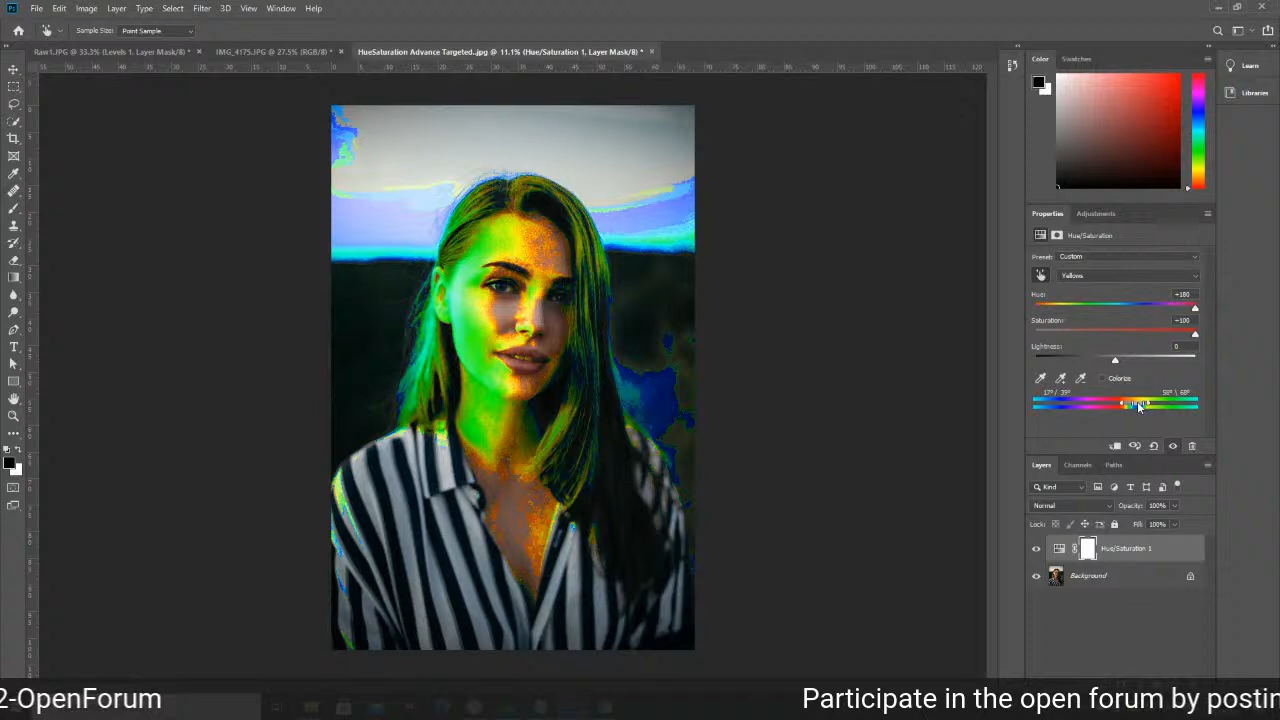 Ps File Edit Image Layer Type Select Filter 3D View Window Help
Sample Size: Point Sample
Raw1.JPG @ 33.3% (Levels 1, Layer Mask/8) * × IMG_4175.JPG @ 27.5% (RGB/8) * × HueSaturation Advance Targeted..jpg @ 11.1% (Hue/Saturation 1, Layer Mask/8) * ×
Color Swatches
Learn
Libraries
Properties Adjustments
Hue/Saturation
Preset: Custom
Yellows
Hue: +180
Saturation: +100
Lightness: 0
Colorize
Layers Channels Paths
Kind
Normal Opacity: 100%
Lock: Fill: 100%
Hue/Saturation 1
Background
2-OpenForum Participate in the open forum by postin